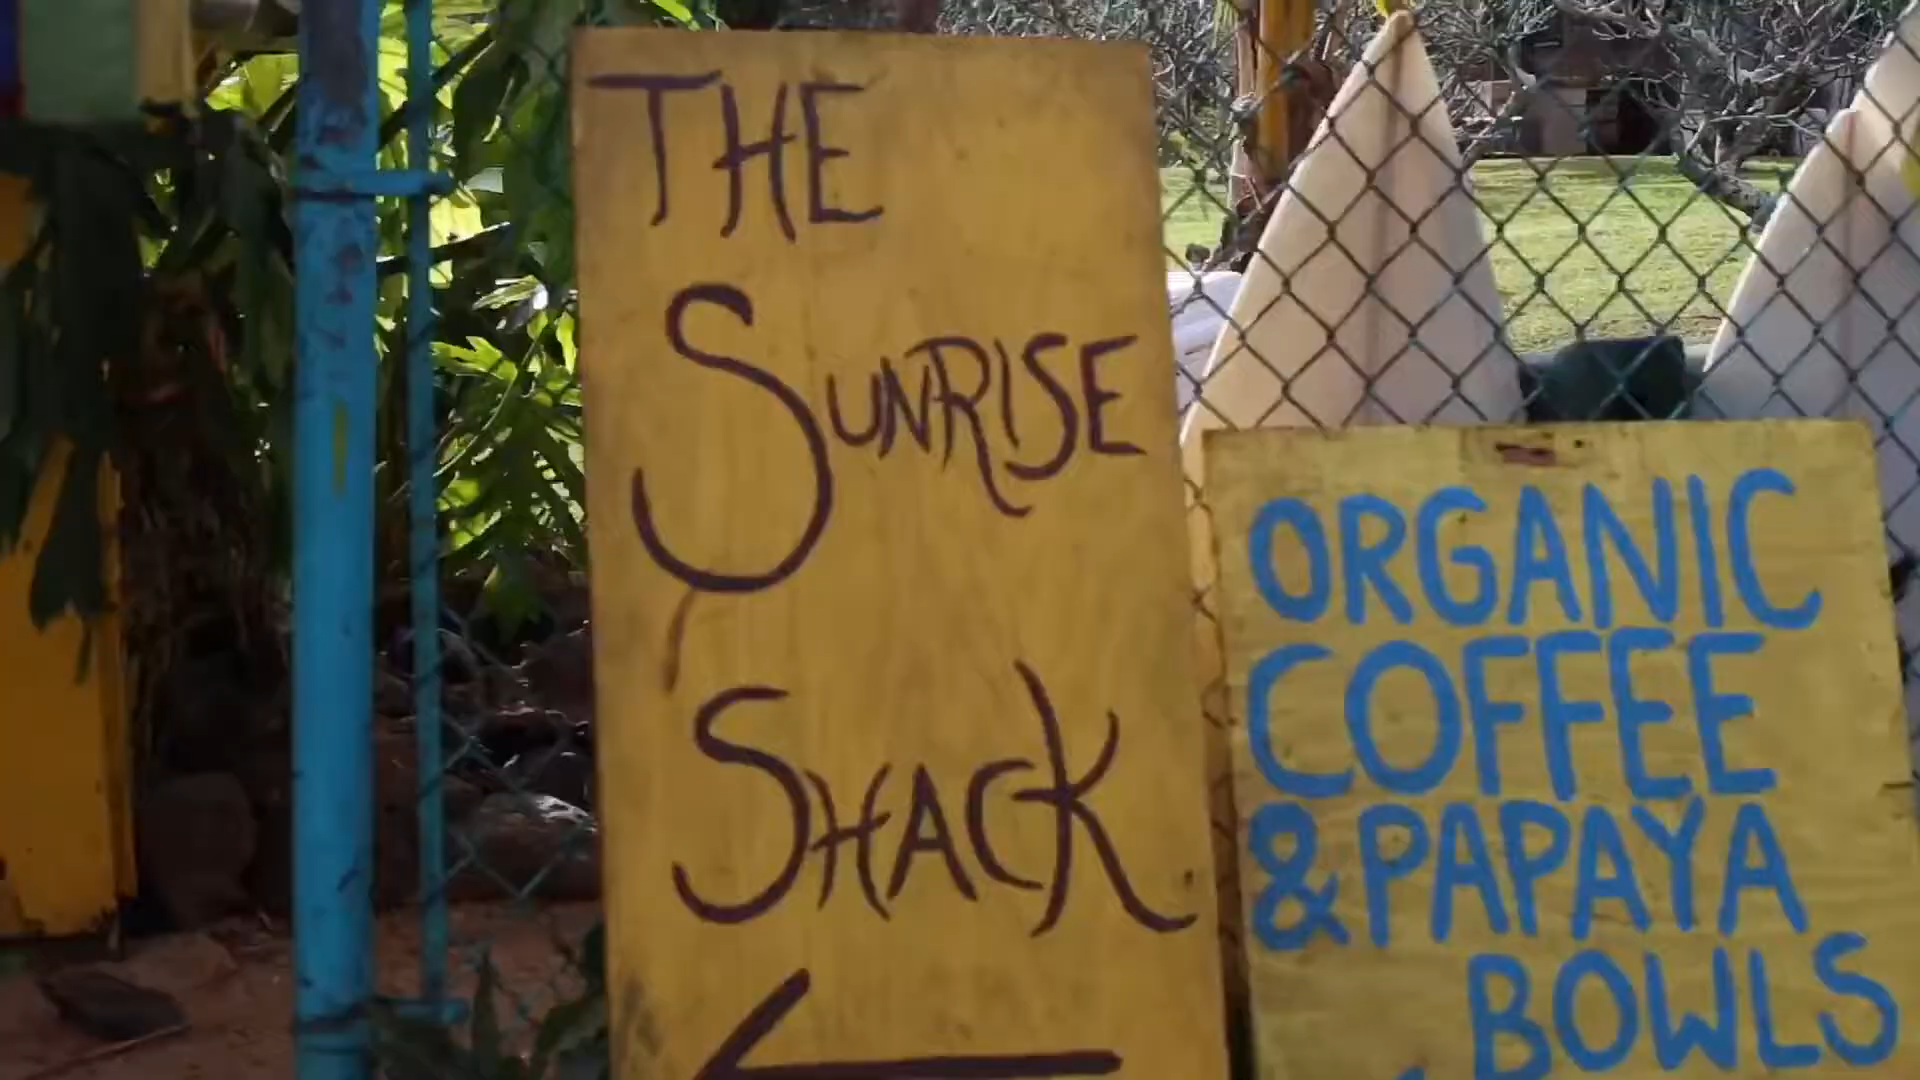 THE
SUNRISE
SHACK
ORGANIC
COFFEE
&PAPAYA
BOWLS